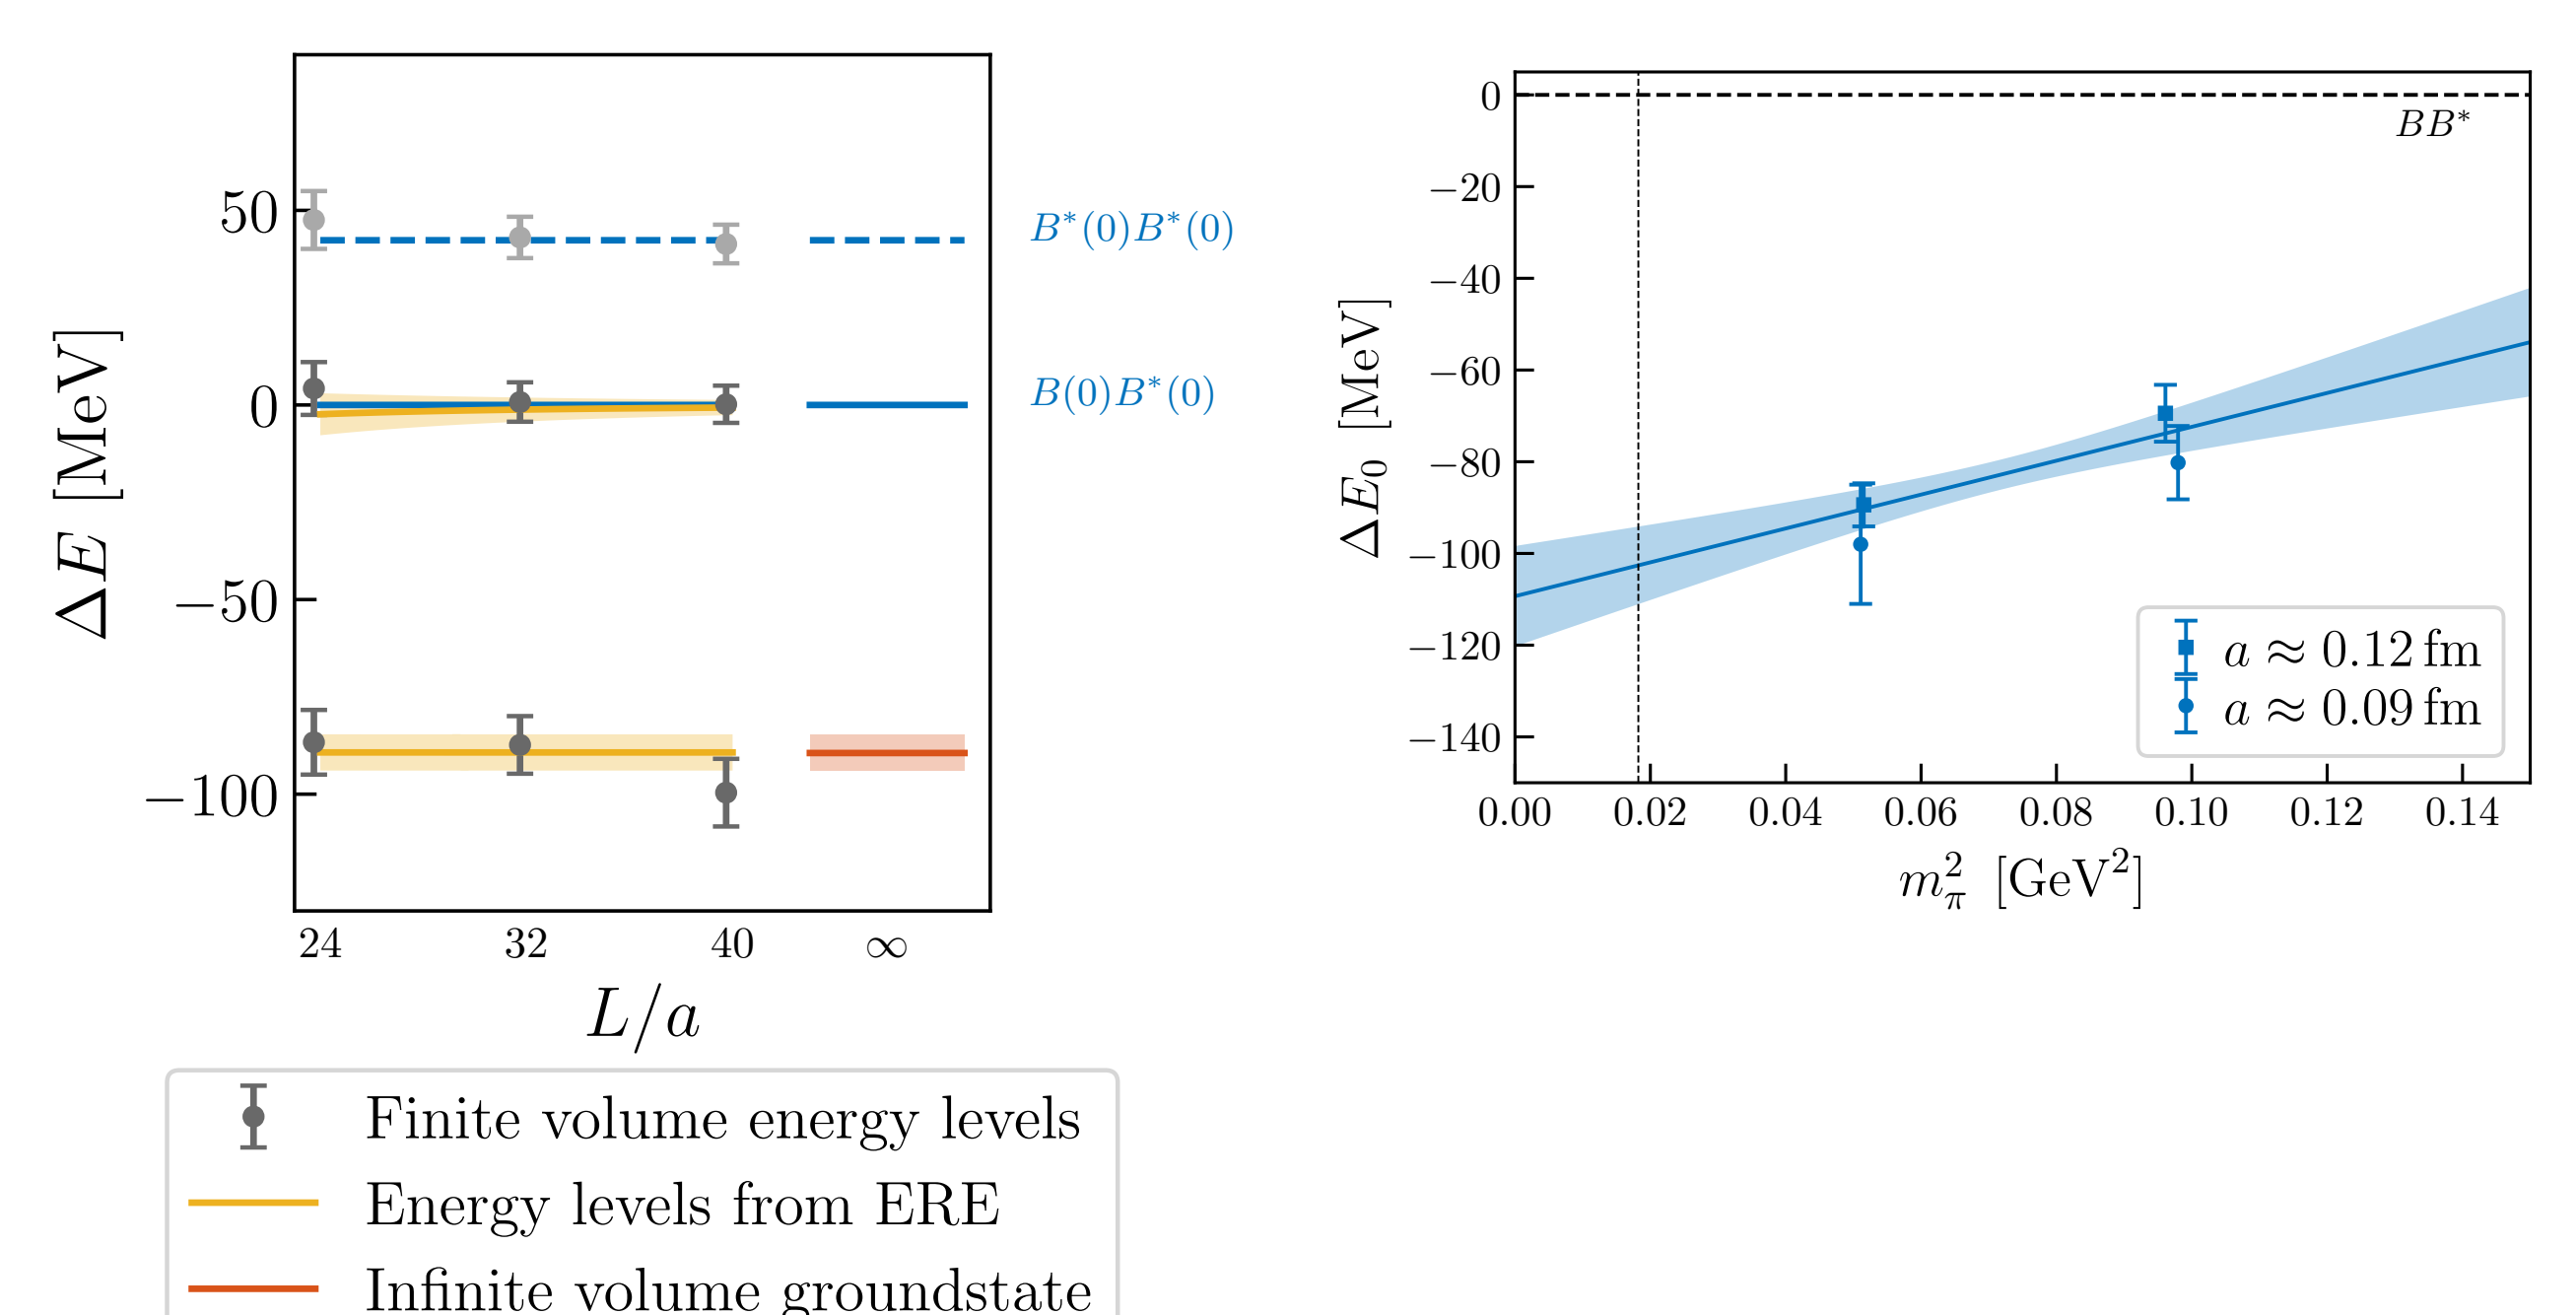 50
0
−50
−100
ΔE [MeV]
B*(0)B*(0)
B(0)B*(0)
24 32 40 ∞
L/a
Finite volume energy levels
Energy levels from ERE
Infinite volume groundstate
0
−20
−40
−60
−80
−100
−120
−140
ΔE₀ [MeV]
BB*
a ≈ 0.12 fm
a ≈ 0.09 fm
0.00 0.02 0.04 0.06 0.08 0.10 0.12 0.14
m_π² [GeV²]